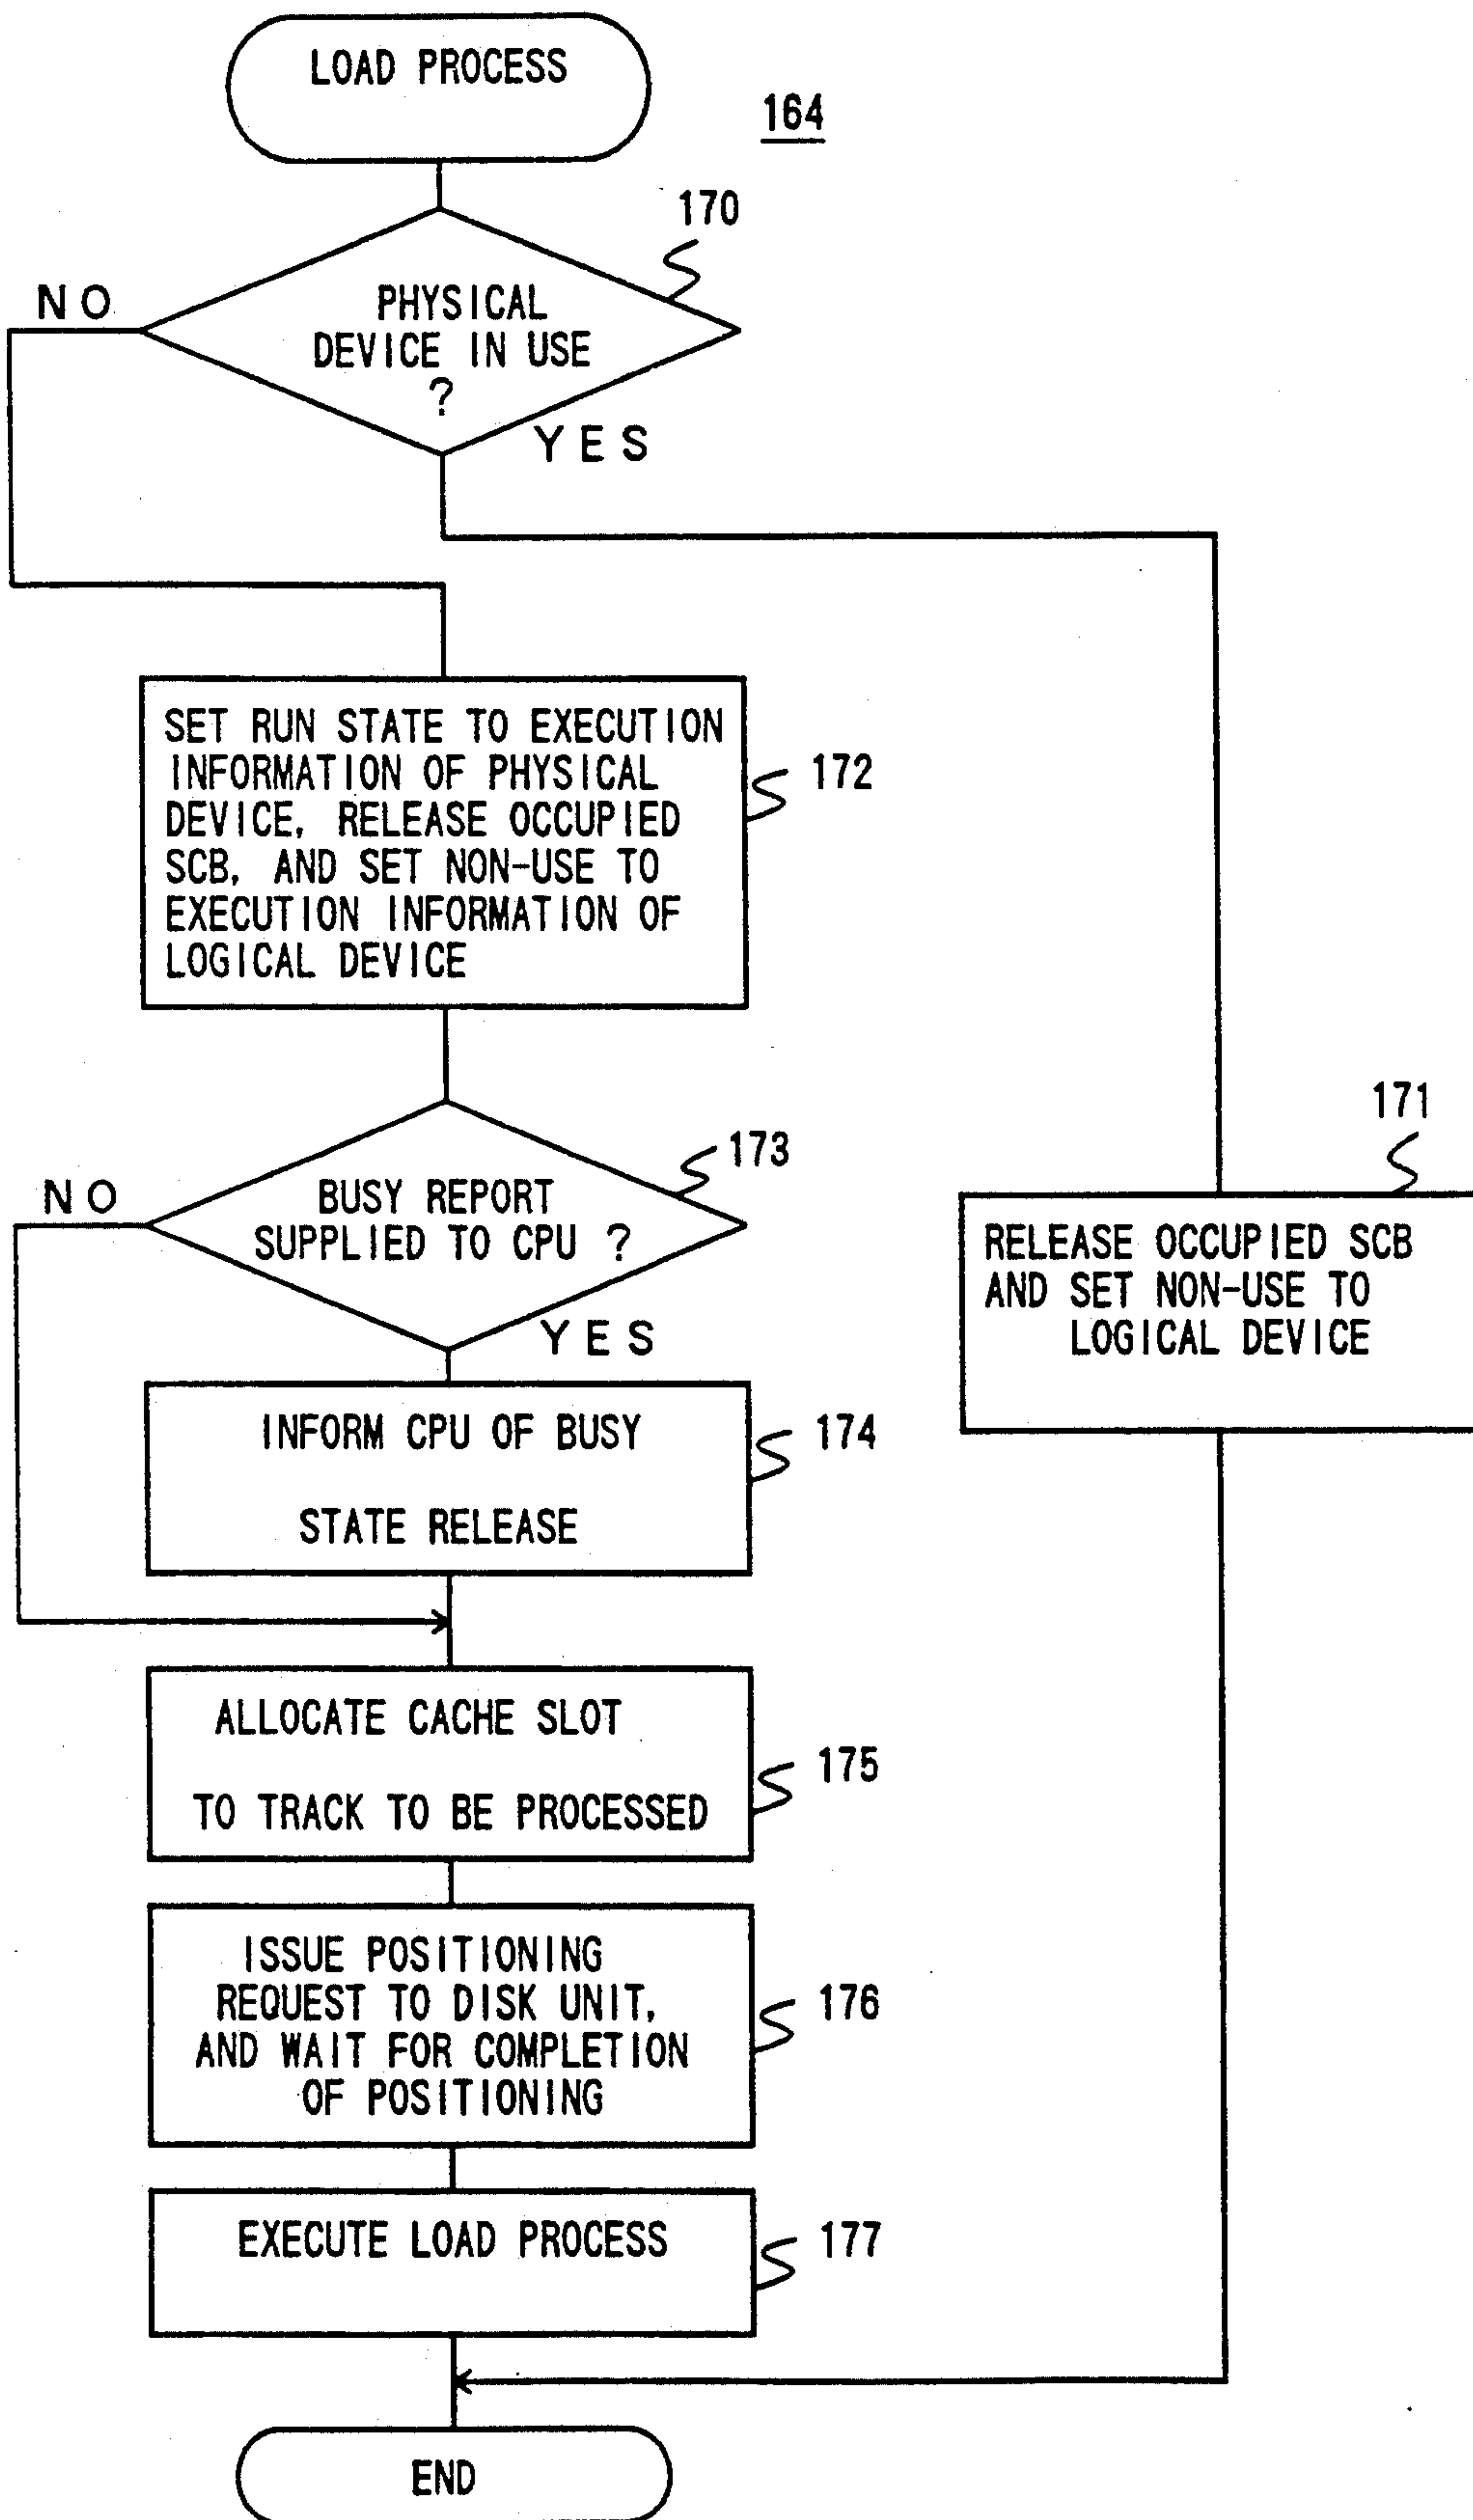 LOAD PROCESS
164
170
NO
PHYSICAL
DEVICE IN USE
?
YES
SET RUN STATE TO EXECUTION
INFORMATION OF PHYSICAL
DEVICE, RELEASE OCCUPIED
SCB, AND SET NON-USE TO
EXECUTION INFORMATION OF
LOGICAL DEVICE
172
173
NO
BUSY REPORT
SUPPLIED TO CPU ?
YES
171
RELEASE OCCUPIED SCB
AND SET NON-USE TO
LOGICAL DEVICE
INFORM CPU OF BUSY
STATE RELEASE
174
ALLOCATE CACHE SLOT
TO TRACK TO BE PROCESSED
175
ISSUE POSITIONING
REQUEST TO DISK UNIT,
AND WAIT FOR COMPLETION
OF POSITIONING
176
EXECUTE LOAD PROCESS
177
END